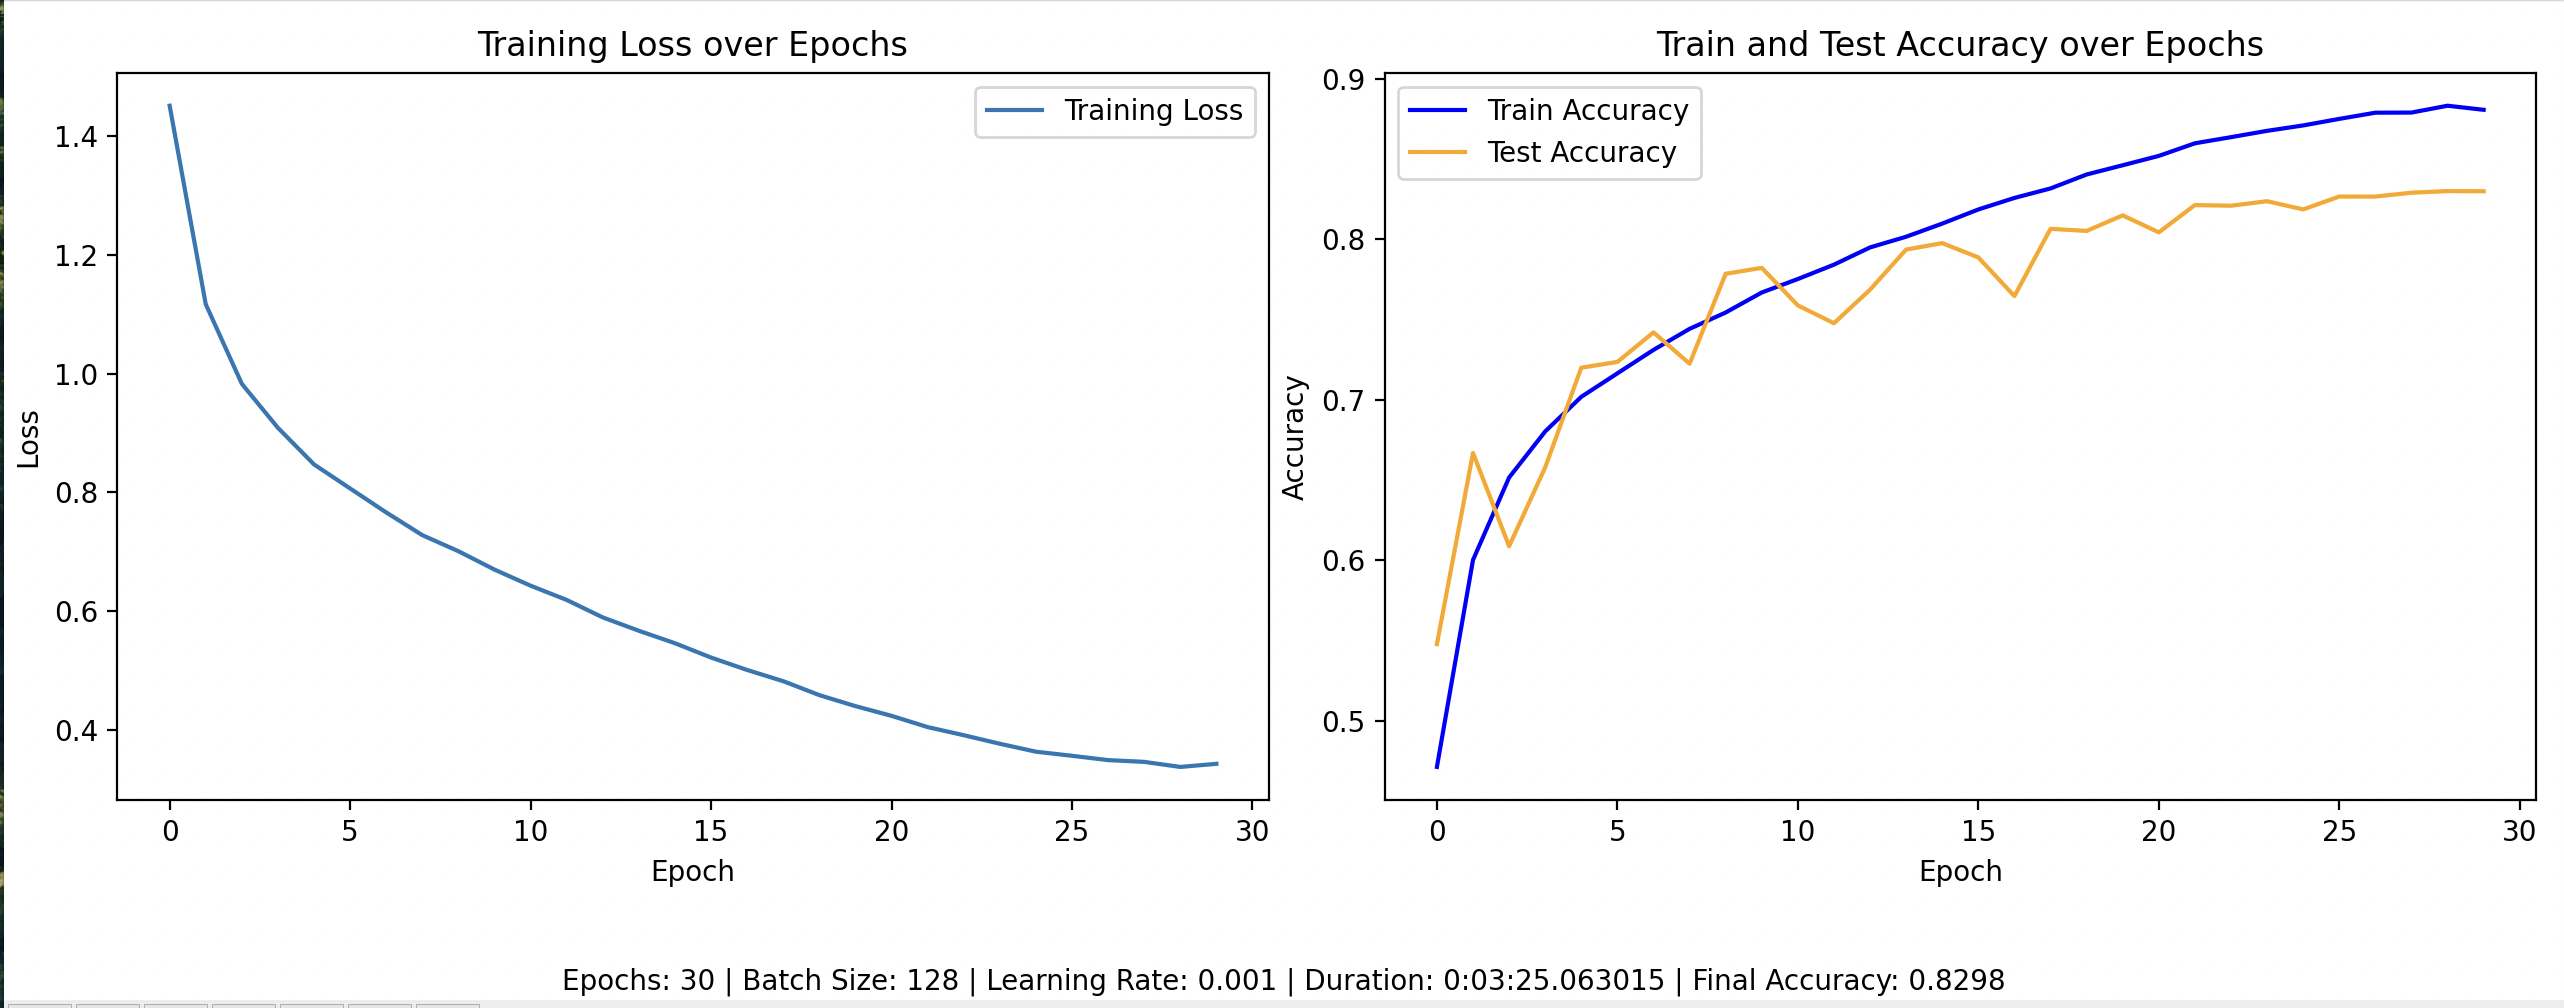 Training Loss over Epochs
Training Loss
1.4
1.2
1.0
0.8
0.6
0.4
Loss
0
5
10
15
20
25
30
Epoch
Train and Test Accuracy over Epochs
Train Accuracy
Test Accuracy
0.9
0.8
0.7
0.6
0.5
Accuracy
0
5
10
15
20
25
30
Epoch
Epochs: 30 | Batch Size: 128 | Learning Rate: 0.001 | Duration: 0:03:25.063015 | Final Accuracy: 0.8298